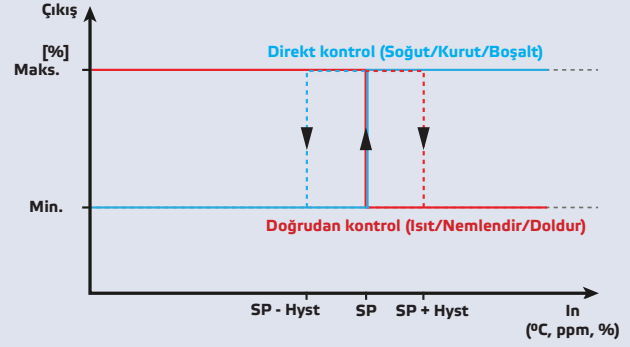 Çıkış
[%]
Maks.
Direkt kontrol (Soğut/Kurut/Boşalt)
Min.
Doğrudan kontrol (Isıt/Nemlendir/Doldur)
SP - Hyst
SP
SP + Hyst
In
(ºC, ppm, %)